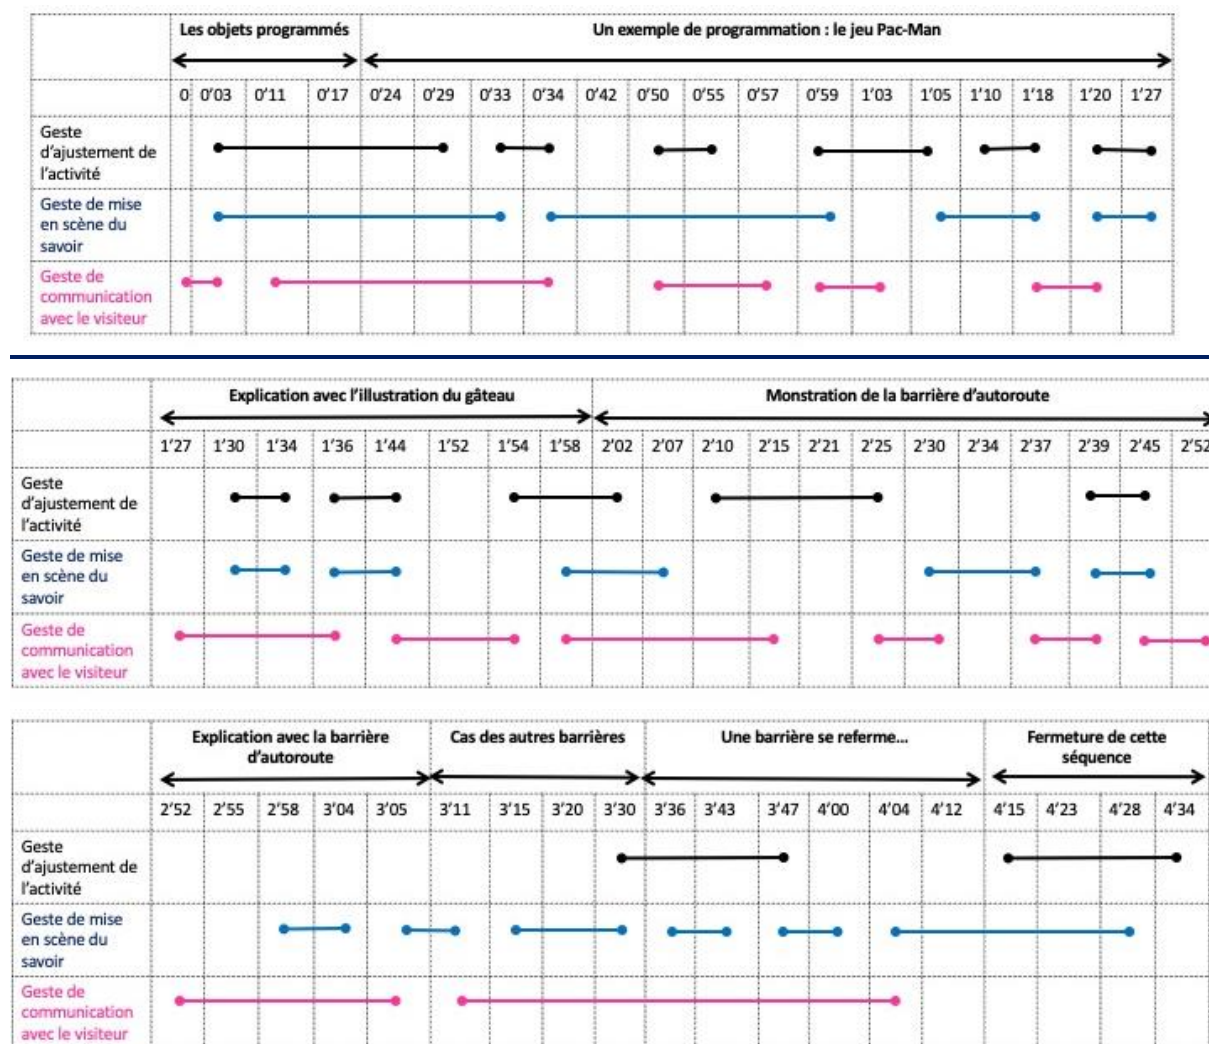 Les objets programmés
Un exemple de programmation : le jeu Pac-Man
0 0’03 0’11 0’17 0’24 0’29 0’33 0’34 0’42 0’50 0’55 0’57 0’59 1’03 1’05 1’10 1’18 1’20 1’27
Geste
d’ajustement de
l’activité
Geste de mise
en scène du
savoir
Geste de
communication
avec le visiteur
Explication avec l’illustration du gâteau
Monstration de la barrière d’autoroute
1’27 1’30 1’34 1’36 1’44 1’52 1’54 1’58 2’02 2’07 2’10 2’15 2’21 2’25 2’30 2’34 2’37 2’39 2’45 2’52
Geste
d’ajustement de
l’activité
Geste de mise
en scène du
savoir
Geste de
communication
avec le visiteur
Explication avec la barrière
d’autoroute
Cas des autres barrières
Une barrière se referme...
Fermeture de cette
séquence
2’52 2’55 2’58 3’04 3’05 3’11 3’15 3’20 3’30 3’36 3’43 3’47 4’00 4’04 4’12 4’15 4’23 4’28 4’34
Geste
d’ajustement de
l’activité
Geste de mise
en scène du
savoir
Geste de
communication
avec le visiteur